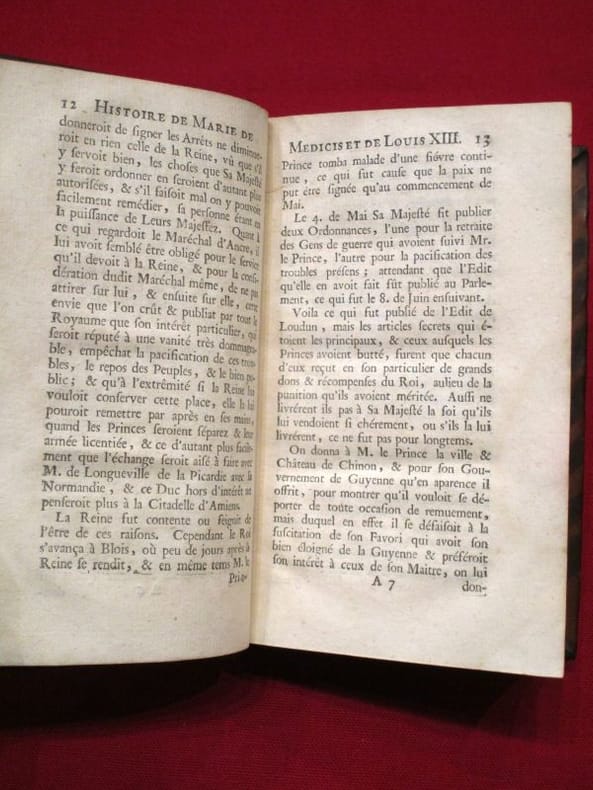 12 HISTOIRE DE MARIE DE
donneroit de signer les Arrêts ne diminue-
roit en rien celle de la Reine, vû que s'il
y servoit bien, les choses que Sa Majesté
y feroit ordonner en seroient d'autant plus
autorisées, & s'il faisoit mal on y pouvoit
facilement remédier, sa personne étant en
la puissance de Leurs Majestez. Quant à
ce qui regardoit le Maréchal d'Ancre, il
lui avoit semblé être obligé pour le service
qu'il devoit à la Reine, & pour la consi-
dération dudit Maréchal même, de ne pas
attirer sur lui, & ensuite sur elle, cette
envie que l'on crût & publiat par tout le
Royaume que son intérêt particulier, qui
seroit réputé à une vanité très dommagea-
ble, empêchat la pacification de ces trou-
bles, le repos des Peuples, & le bien pu-
blic; & qu'à l'extrêmité si la Reine lui
vouloit conserver cette place, elle la lui
pouroit remettre par après en ses mains,
quand les Princes seroient séparez & leur
armée licentiée, & ce d'autant plus facile-
ment que l'échange seroit aisé à faire avec
M. de Longueville de la Picardie avec la
Normandie, & ce Duc hors d'intérêt ne
penseroit plus à la Citadelle d'Amiens.
La Reine fut contente ou feignit de
l'être de ces raisons. Cependant le Roi
s'avança à Blois, où peu de jours après la
Reine se rendit, & en même tems M. le
Prin-
MEDICIS ET DE LOUIS XIII. 13
Prince tomba malade d'une fiévre conti-
nue, ce qui fut cause que la paix ne
put être signée qu'au commencement de
Mai.
Le 4. de Mai Sa Majesté fit publier
deux Ordonnances, l'une pour la retraite
des Gens de guerre qui avoient suivi Mr.
le Prince, l'autre pour la pacification des
troubles présens; attendant que l'Edit
qu'elle en avoit fait fût publié au Parle-
ment, ce qui fut le 8. de Juin ensuivant.
Voila ce qui fut publié de l'Edit de
Loudun, mais les articles secrets qui é-
toient les principaux, & ceux ausquels les
Princes avoient butté, furent que chacun
d'eux reçut en son particulier de grands
dons & récompenses du Roi, aulieu de la
punition qu'ils avoient méritée. Aussi ne
livrérent ils pas à Sa Majesté la foi qu'ils
lui vendoient si chérement, ou s'ils la lui
livrérent, ce ne fut pas pour longtems.
On donna à M. le Prince la ville &
Château de Chinon, & pour son Gou-
vernement de Guyenne qu'en aparence il
offrit, pour montrer qu'il vouloit se dé-
porter de toute occasion de remuement,
mais duquel en effet il se défaisoit à la
suscitation de son Favori qui avoit son
bien éloigné de la Guyenne & préféroit
son intérêt à ceux de son Maitre, on lui
A 7 don-